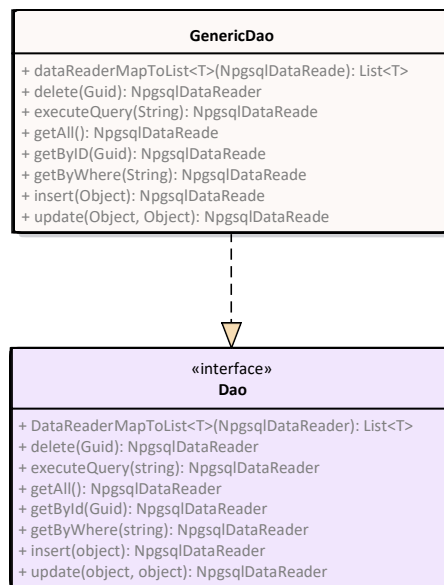 GenericDao
+ dataReaderMapToList<T>(NpgsqlDataReade): List<T>
+ delete(Guid): NpgsqlDataReader
+ executeQuery(String): NpgsqlDataReade
+ getAll(): NpgsqlDataReade
+ getByID(Guid): NpgsqlDataReade
+ getByWhere(String): NpgsqlDataReade
+ insert(Object): NpgsqlDataReade
+ update(Object, Object): NpgsqlDataReade
«interface»
Dao
+ DataReaderMapToList<T>(NpgsqlDataReader): List<T>
+ delete(Guid): NpgsqlDataReader
+ executeQuery(string): NpgsqlDataReader
+ getAll(): NpgsqlDataReader
+ getById(Guid): NpgsqlDataReader
+ getByWhere(string): NpgsqlDataReader
+ insert(object): NpgsqlDataReader
+ update(object, object): NpgsqlDataReader